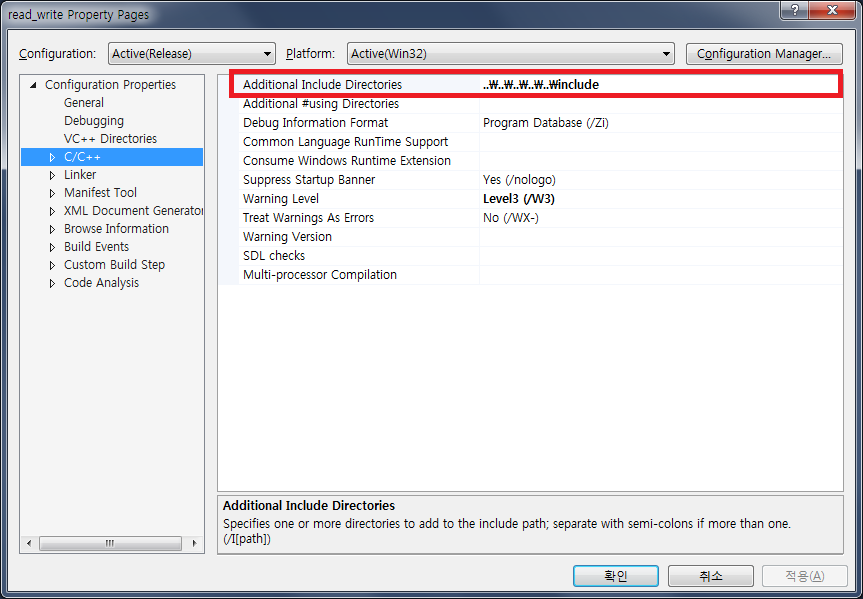 read_write Property Pages
?
Configuration: Active(Release) Platform: Active(Win32) Configuration Manager...
Configuration Properties
General
Debugging
VC++ Directories
C/C++
Linker
Manifest Tool
XML Document Generator
Browse Information
Build Events
Custom Build Step
Code Analysis
Additional Include Directories ..₩..₩..₩..₩..₩include
Additional #using Directories
Debug Information Format Program Database (/Zi)
Common Language RunTime Support
Consume Windows Runtime Extension
Suppress Startup Banner Yes (/nologo)
Warning Level Level3 (/W3)
Treat Warnings As Errors No (/WX-)
Warning Version
SDL checks
Multi-processor Compilation
Additional Include Directories
Specifies one or more directories to add to the include path; separate with semi-colons if more than one.
(/I[path])
확인 취소 적용(A)